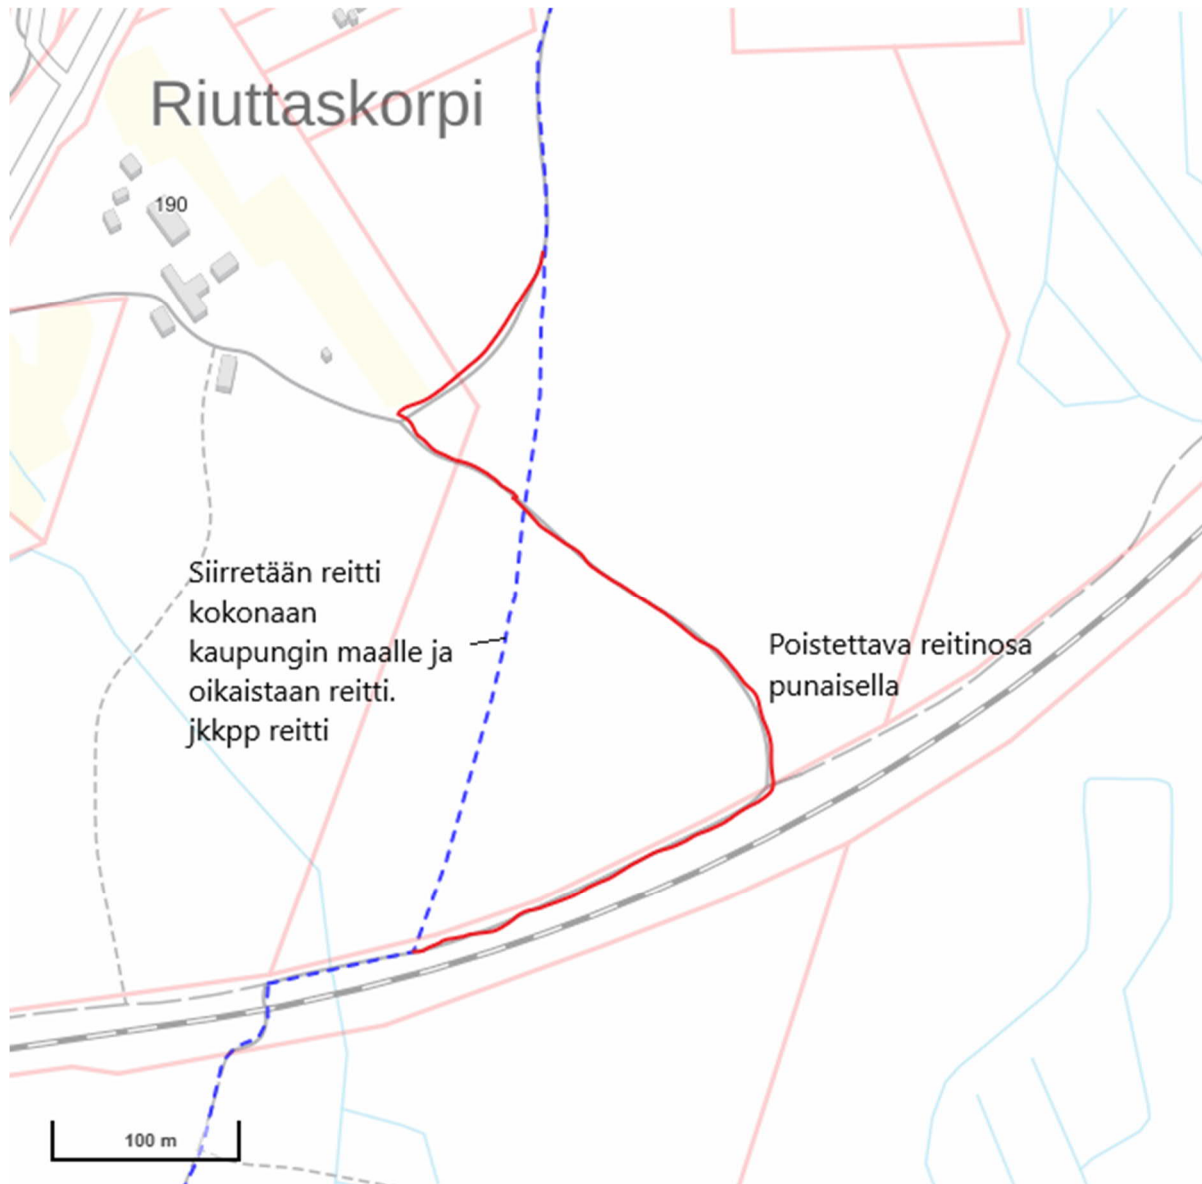 Riuttaskorpi
190
Siirretään reitti
kokonaan
kaupungin maalle ja
oikaistaan reitti.
jkkpp reitti
Poistettava reitinosa
punaisella
100 m